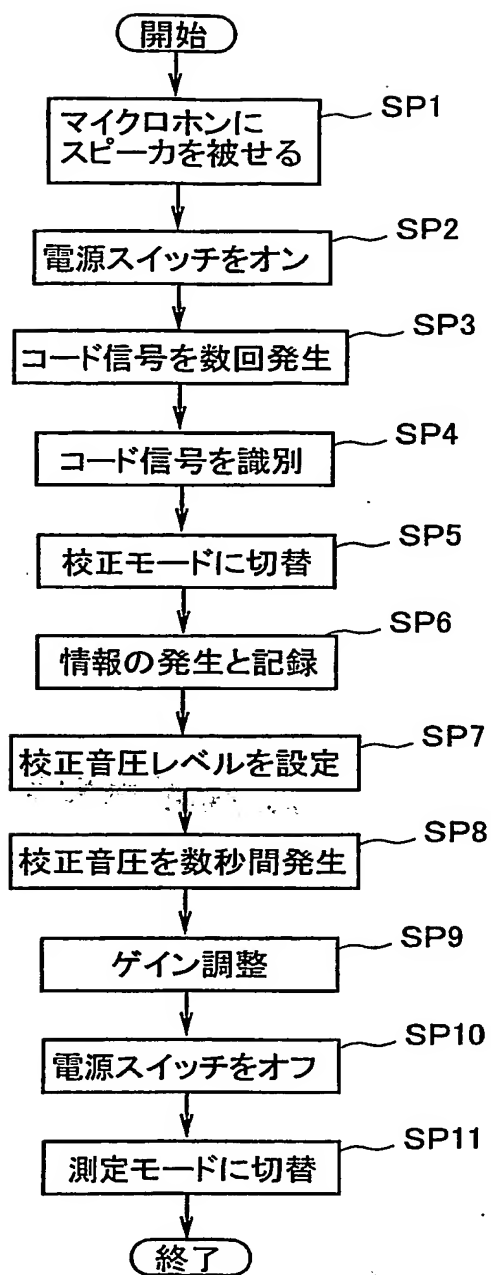 開始
SP1
マイクロホンに
スピーカを被せる
SP2
電源スイッチをオン
SP3
コード信号を数回発生
SP4
コード信号を識別
SP5
校正モードに切替
SP6
情報の発生と記録
SP7
校正音圧レベルを設定
SP8
校正音圧を数秒間発生
SP9
ゲイン調整
SP10
電源スイッチをオフ
SP11
測定モードに切替
終了